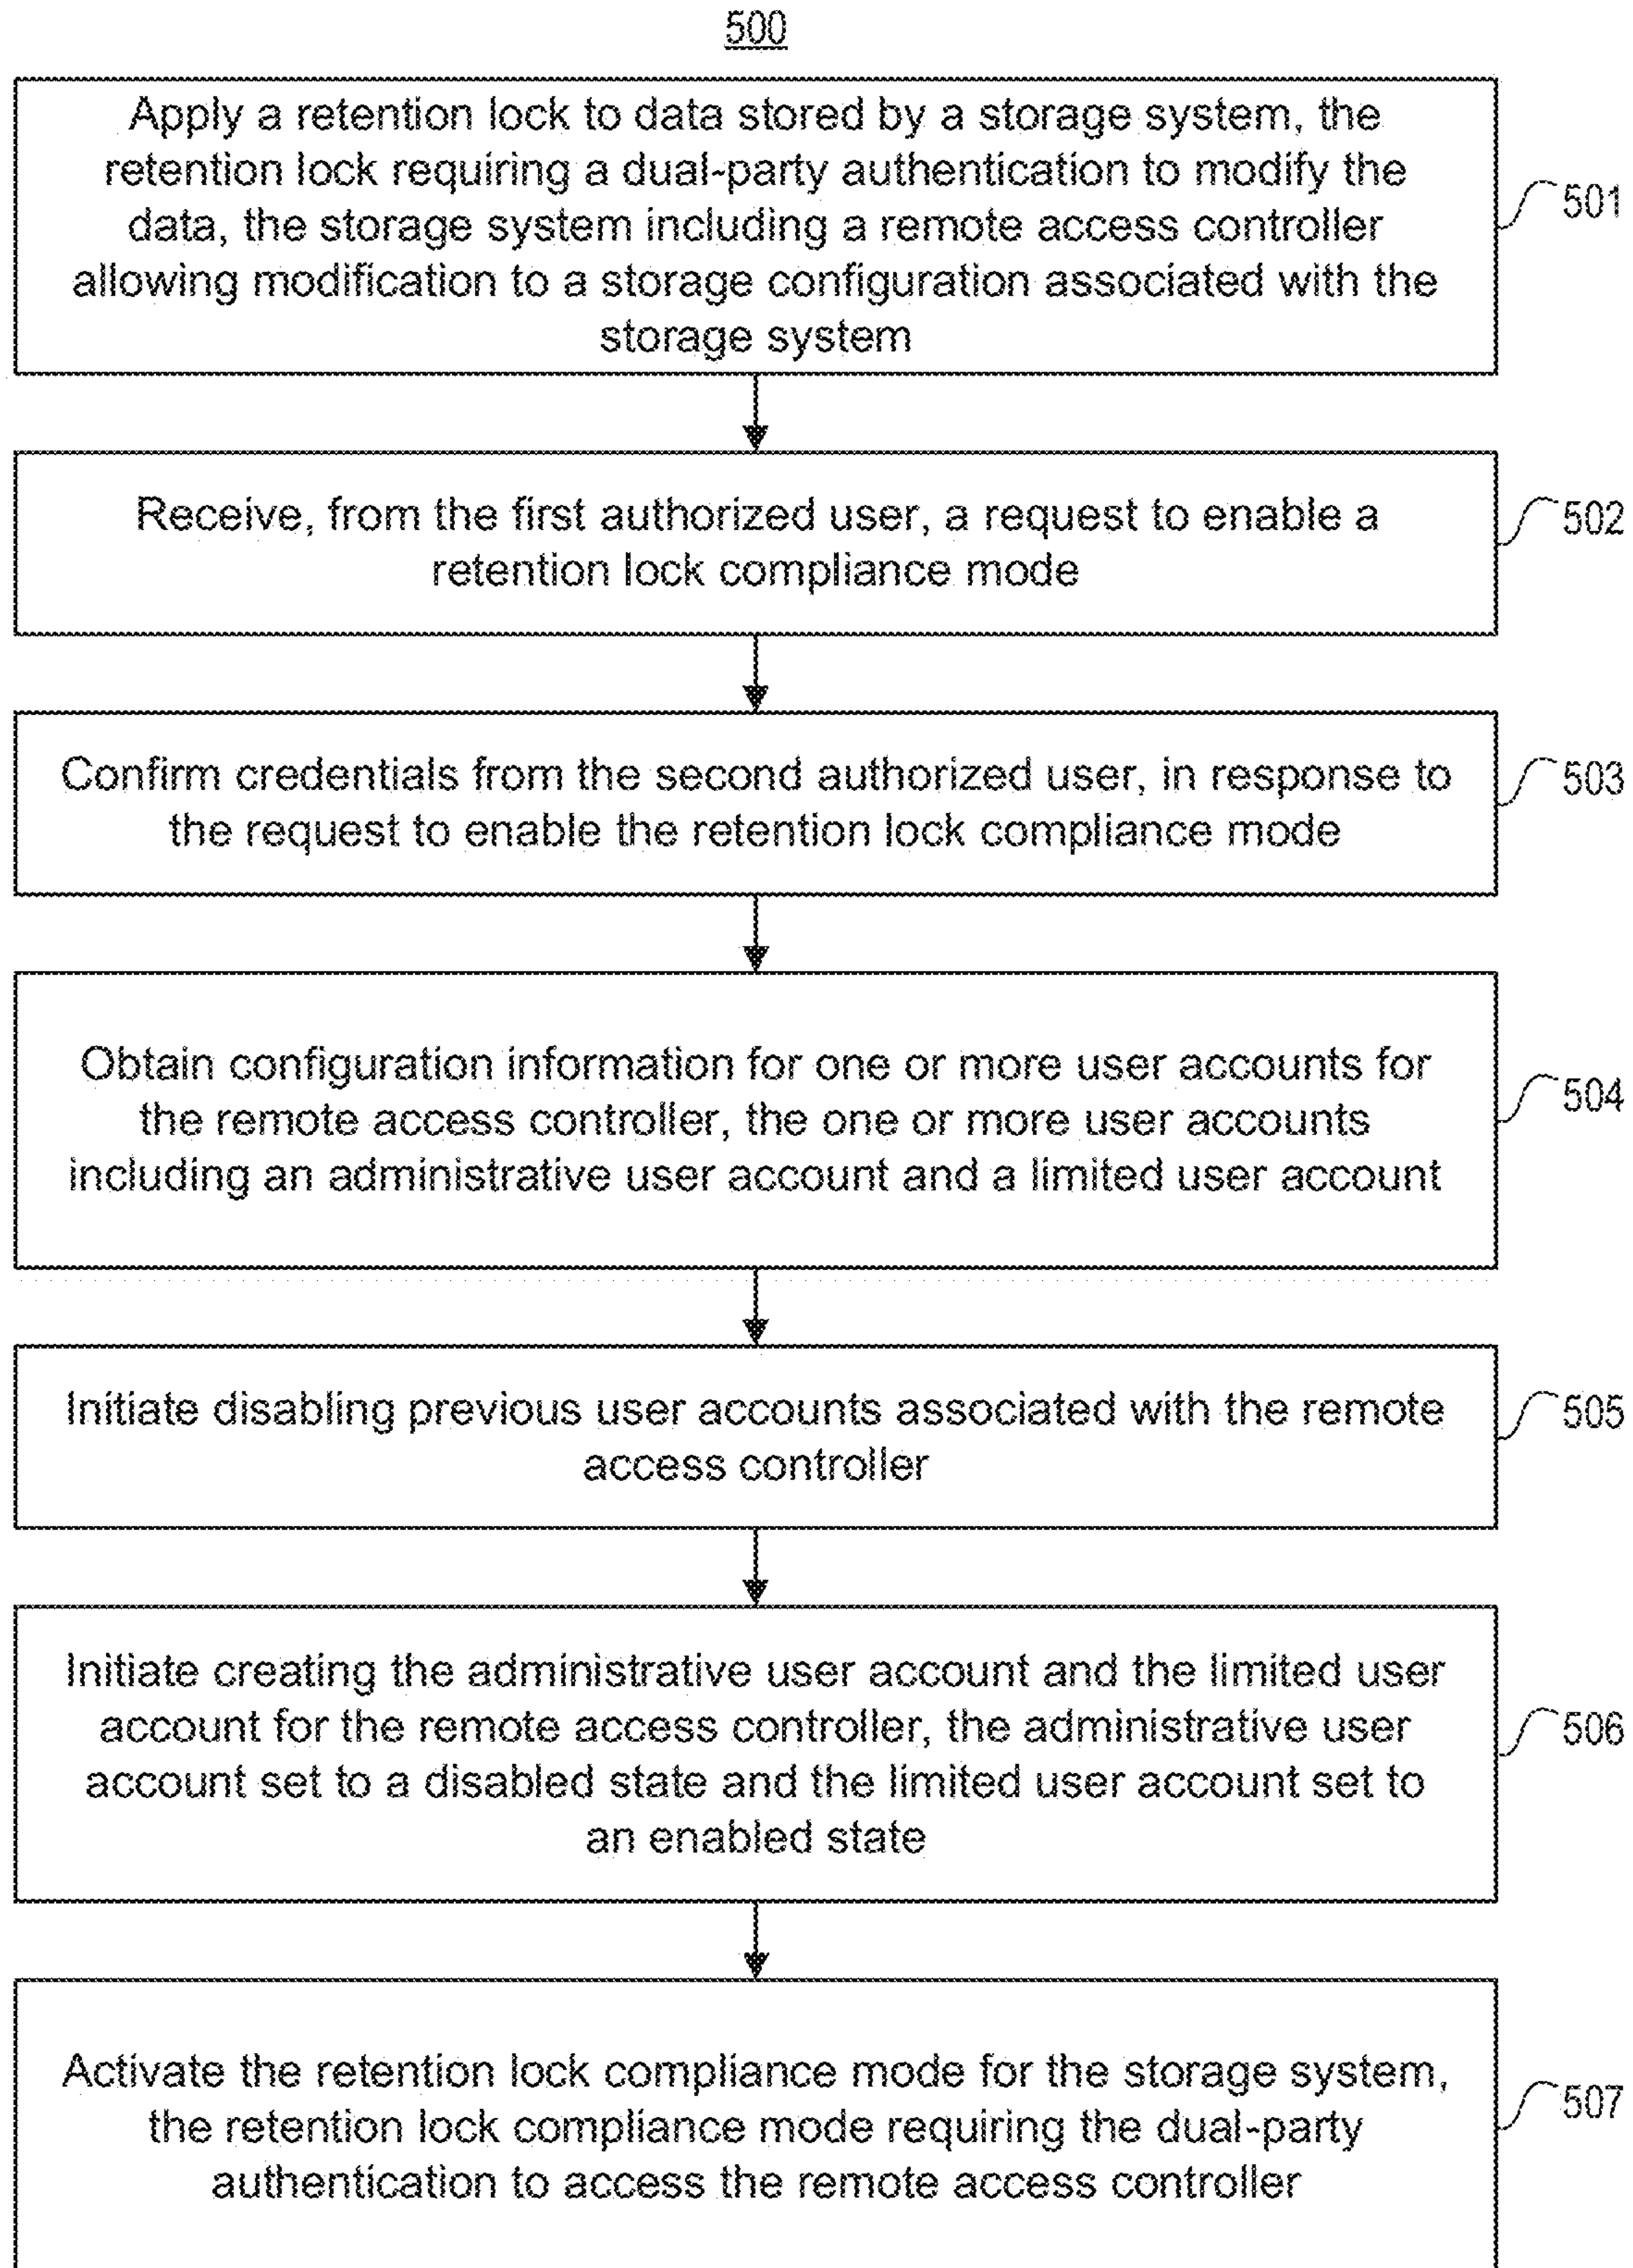 500
Apply a retention lock to data stored by a storage system, the
retention lock requiring a dual-party authentication to modify the
data, the storage system including a remote access controller
allowing modification to a storage configuration associated with the
storage system
501
Receive, from the first authorized user, a request to enable a
retention lock compliance mode
502
Confirm credentials from the second authorized user, in response to
the request to enable the retention lock compliance mode
503
Obtain configuration information for one or more user accounts for
the remote access controller, the one or more user accounts
including an administrative user account and a limited user account
504
Initiate disabling previous user accounts associated with the remote
access controller
505
Initiate creating the administrative user account and the limited user
account for the remote access controller, the administrative user
account set to a disabled state and the limited user account set to
an enabled state
506
Activate the retention lock compliance mode for the storage system,
the retention lock compliance mode requiring the dual-party
authentication to access the remote access controller
507